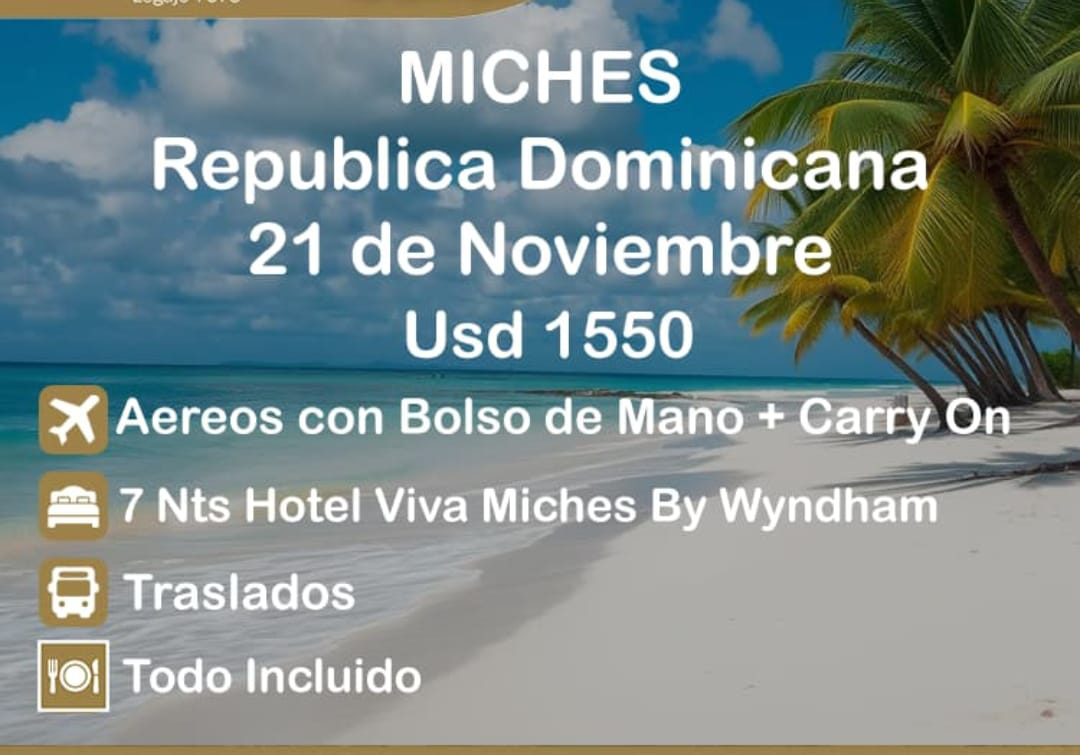 MICHES
Republica Dominicana
21 de Noviembre
Usd 1550
Aereos con Bolso de Mano + Carry On
7 Nts Hotel Viva Miches By Wyndham
Traslados
Todo Incluido